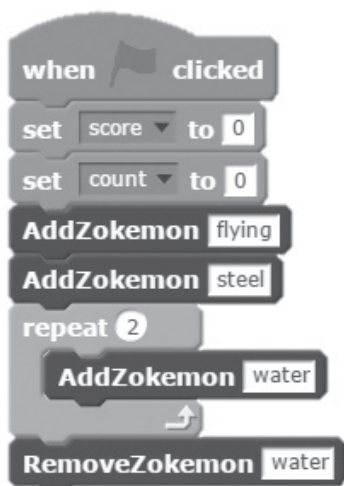 when clicked
set score to 0
set count to 0
AddZokemon flying
AddZokemon steel
repeat 2
AddZokemon water
RemoveZokemon water